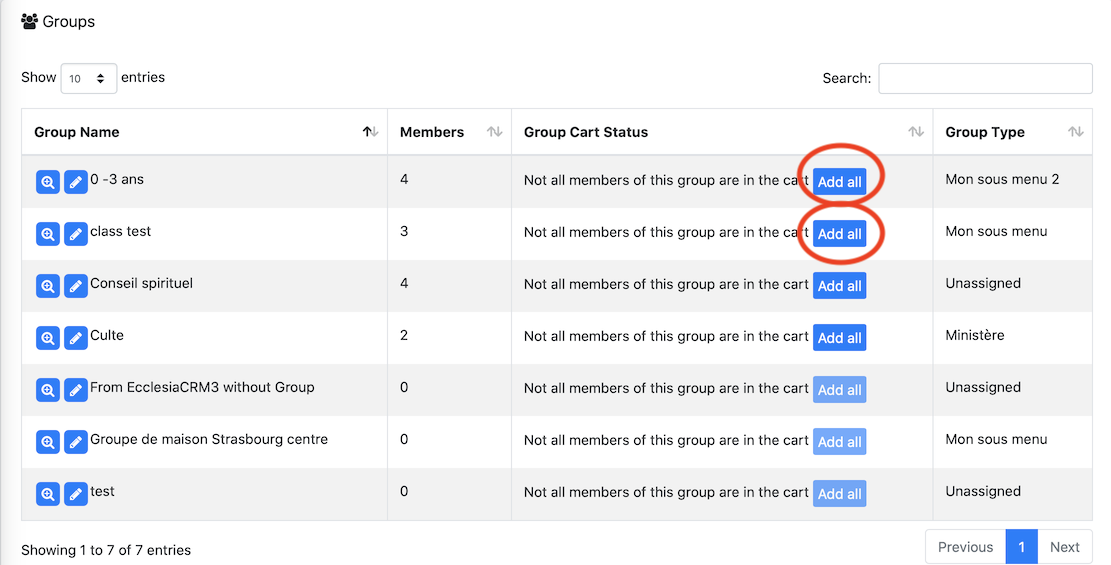 Groups
Show 10 entries Search:
Group Name Members Group Cart Status Group Type
0 -3 ans 4 Not all members of this group are in the cart Add all Mon sous menu 2
class test 3 Not all members of this group are in the cart Add all Mon sous menu
Conseil spirituel 4 Not all members of this group are in the cart Add all Unassigned
Culte 2 Not all members of this group are in the cart Add all Ministère
From EcclesiaCRM3 without Group 0 Not all members of this group are in the cart Add all Unassigned
Groupe de maison Strasbourg centre 0 Not all members of this group are in the cart Add all Mon sous menu
test 0 Not all members of this group are in the cart Add all Unassigned
Showing 1 to 7 of 7 entries Previous 1 Next